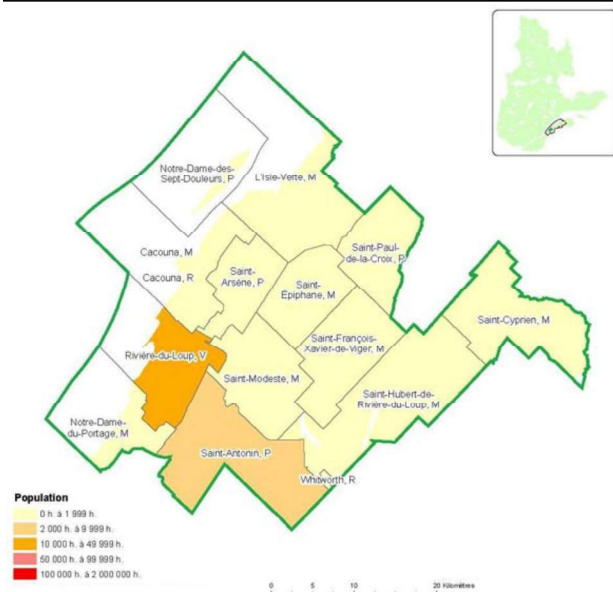 Notre-Dame-des-
Sept-Douleurs, P
L'Isle-Verte, M
Cacouna, M
Cacouna, R
Saint-
Arsène, P
Saint-
Épiphane, M
Saint-Paul-
de-la-Croix, P
Saint-Cyprien, M
Saint-François-
Xavier-de-Viger, M
Rivière-du-Loup, V
Saint-Modeste, M
Saint-Hubert-de-
Rivière-du-Loup, M
Notre-Dame-
du-Portage, M
Saint-Antonin, P
Whitworth, R
Population
0 h. à 1 999 h.
2 000 h. à 9 999 h.
10 000 h. à 49 999 h.
50 000 h. à 99 999 h.
100 000 h. à 2 000 000 h.
0 5 10 20 Kilomètres